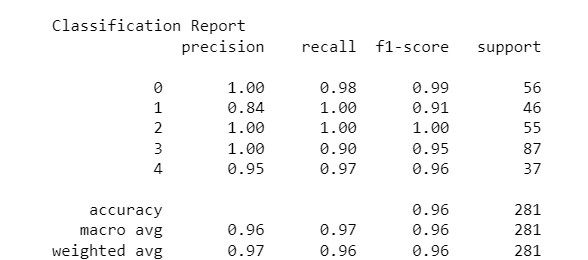 Classification Report
precision recall f1-score support
0 1.00 0.98 0.99 56
1 0.84 1.00 0.91 46
2 1.00 1.00 1.00 55
3 1.00 0.90 0.95 87
4 0.95 0.97 0.96 37
accuracy 0.96 281
macro avg 0.96 0.97 0.96 281
weighted avg 0.97 0.96 0.96 281